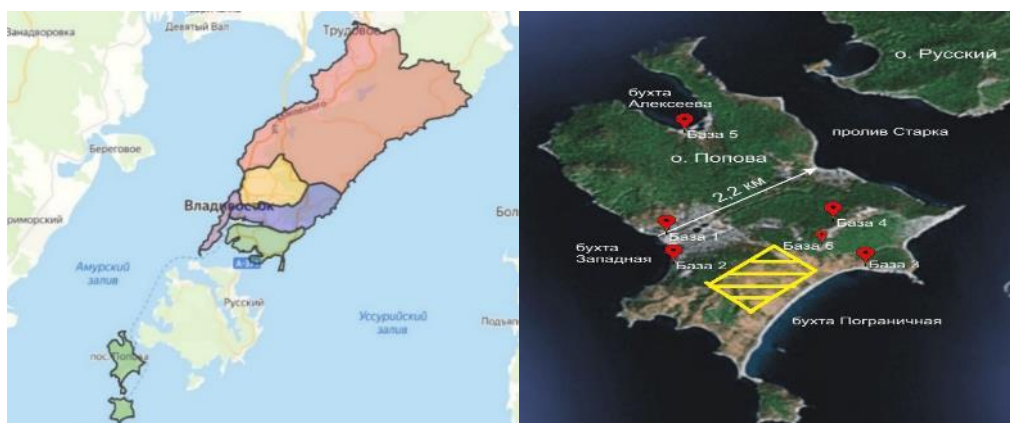 Занадворовка
Девятый Вал
Трудовое
Береговое
Владивосток
Приморский
Амурский
залив
Русский
Уссурийский
залив
пос. Попова
о. Русский
бухта
Алексеева
База 5
пролив Старка
о. Попова
2,2 км
База 4
База 1
База 6
бухта
Западная
База 2
База 3
бухта Пограничная